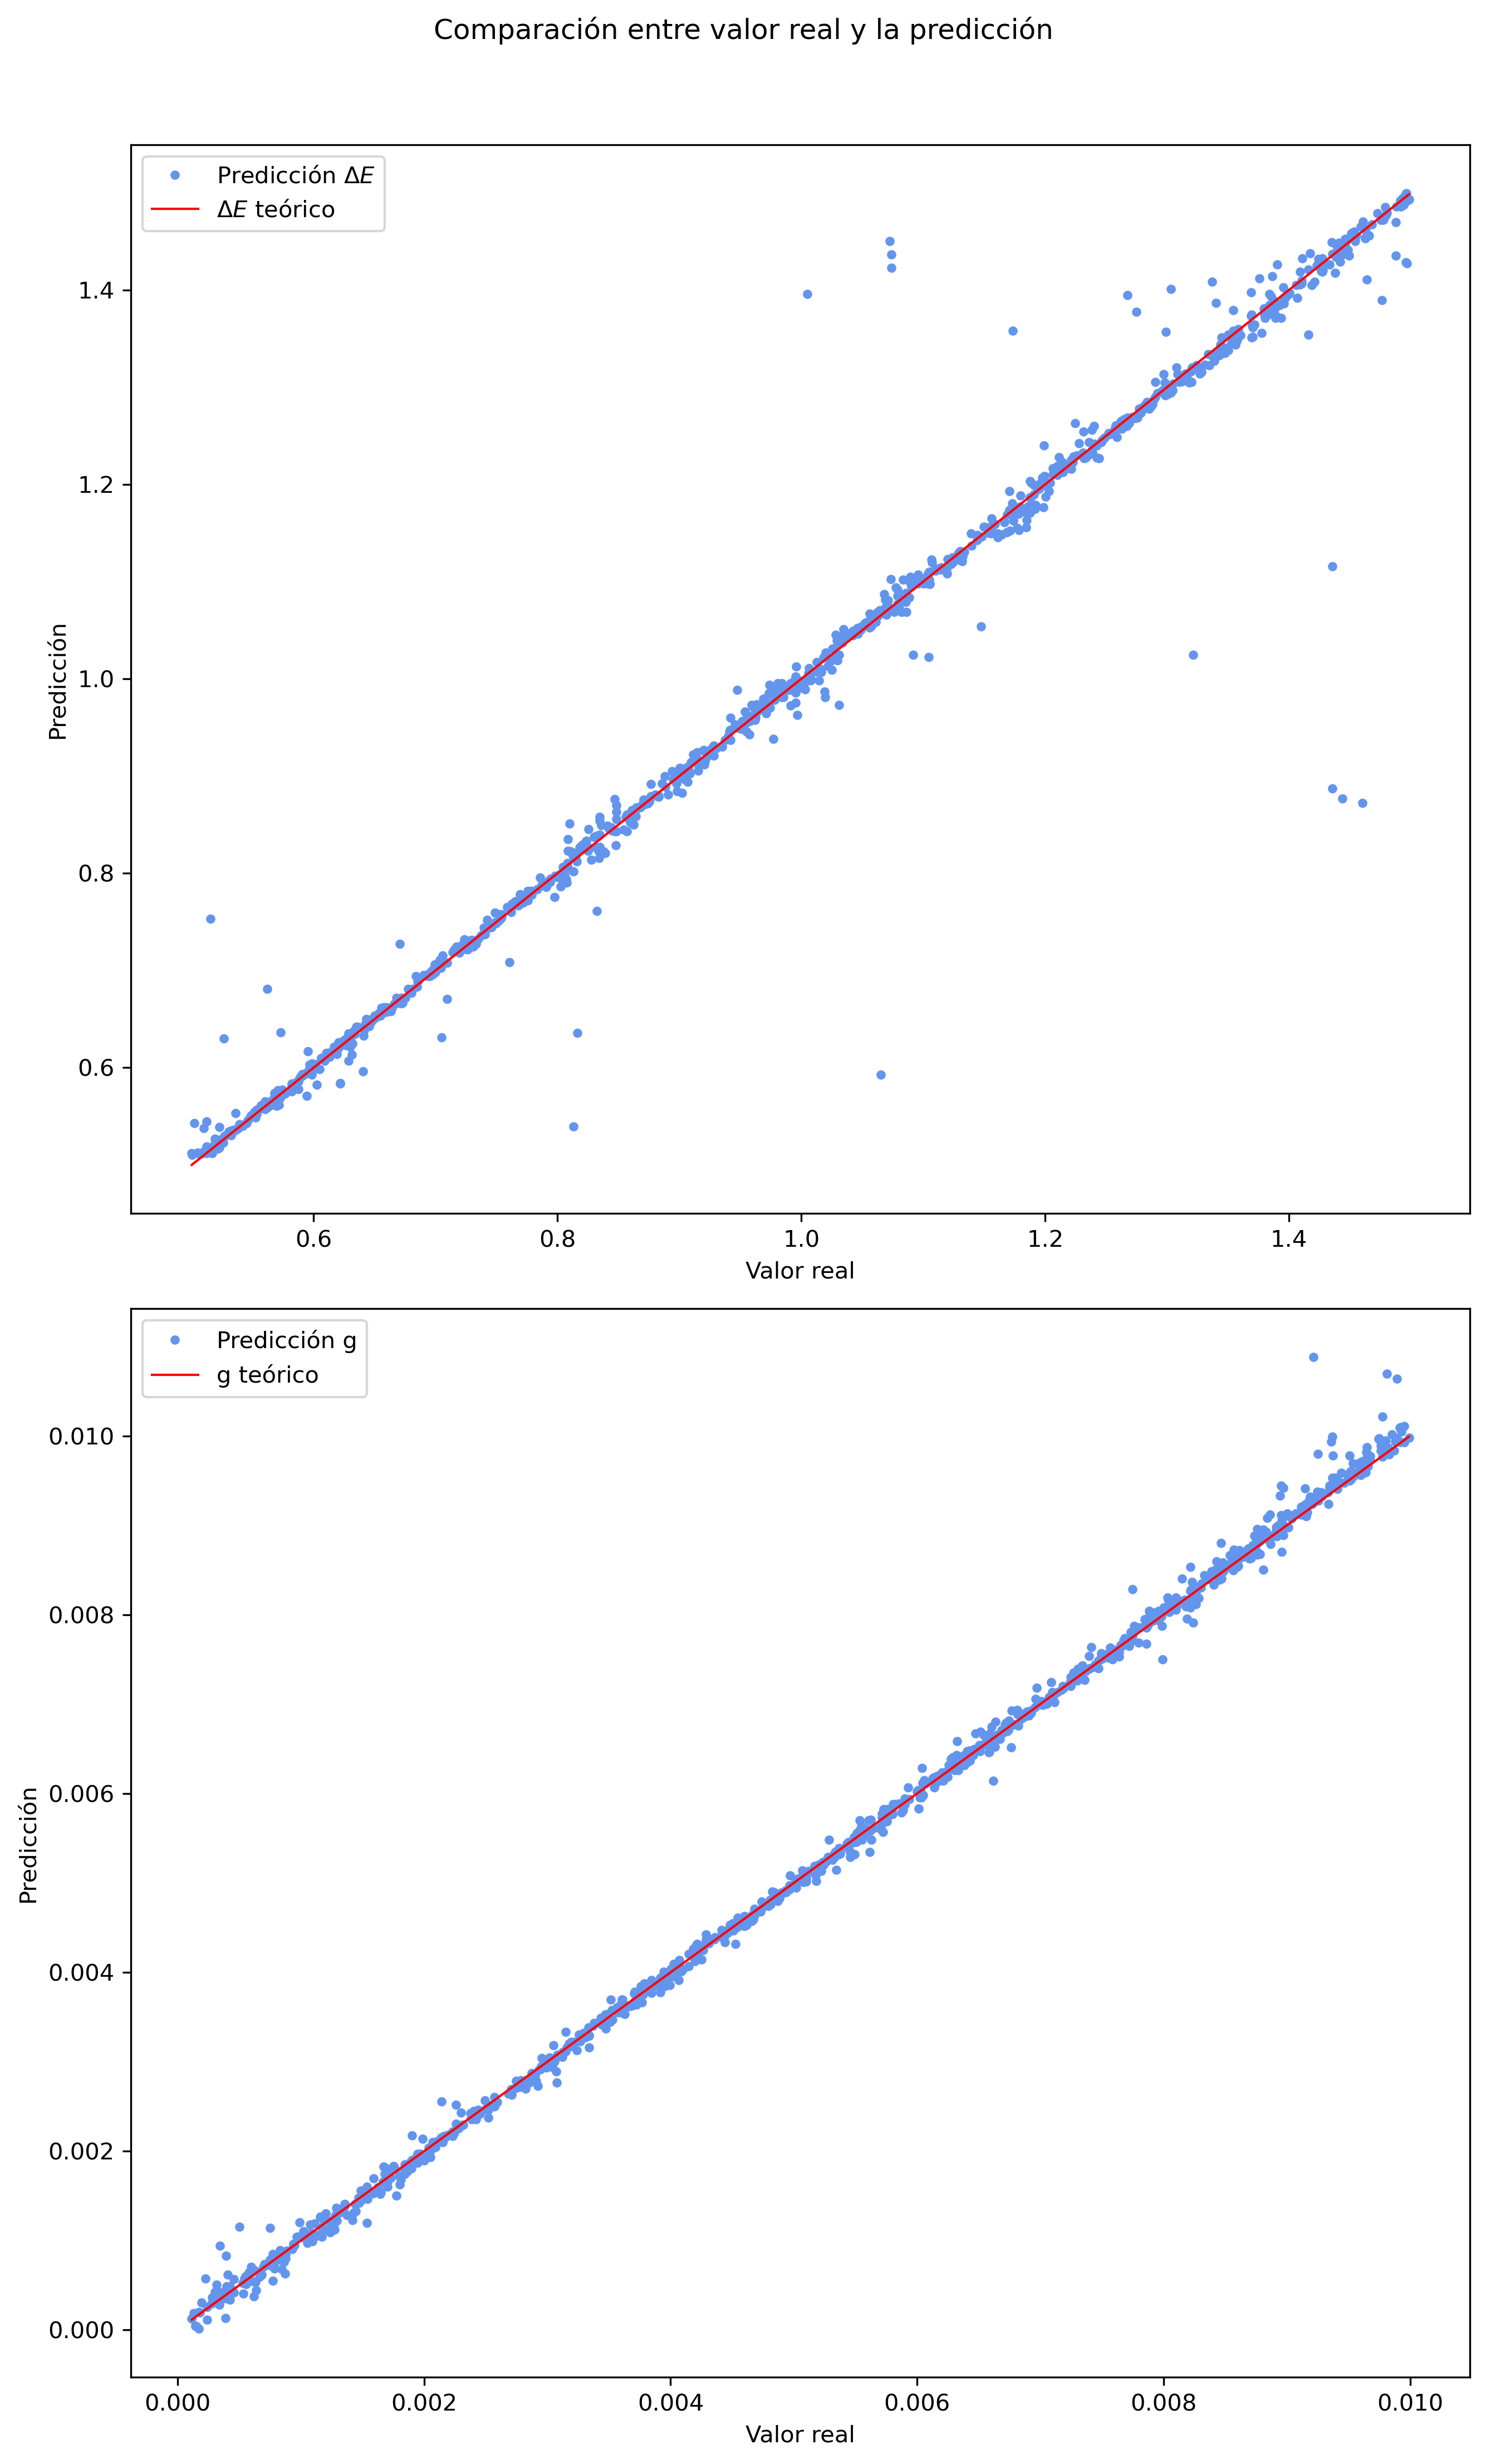 Comparación entre valor real y la predicción
Predicción ΔE
ΔE teórico
1.4
1.2
1.0
0.8
0.6
Predicción
0.6 0.8 1.0 1.2 1.4
Valor real
Predicción g
g teórico
0.010
0.008
0.006
0.004
0.002
0.000
Predicción
0.000 0.002 0.004 0.006 0.008 0.010
Valor real